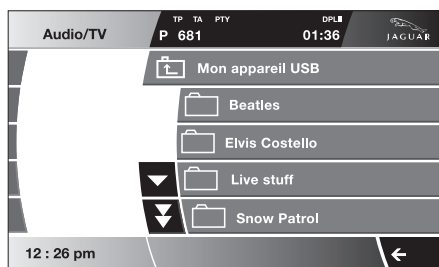 Audio/TV
TP TA PTY DPLII
P 681 01:36
JAGUAR
Mon appareil USB
Beatles
Elvis Costello
Live stuff
Snow Patrol
12 : 26 pm